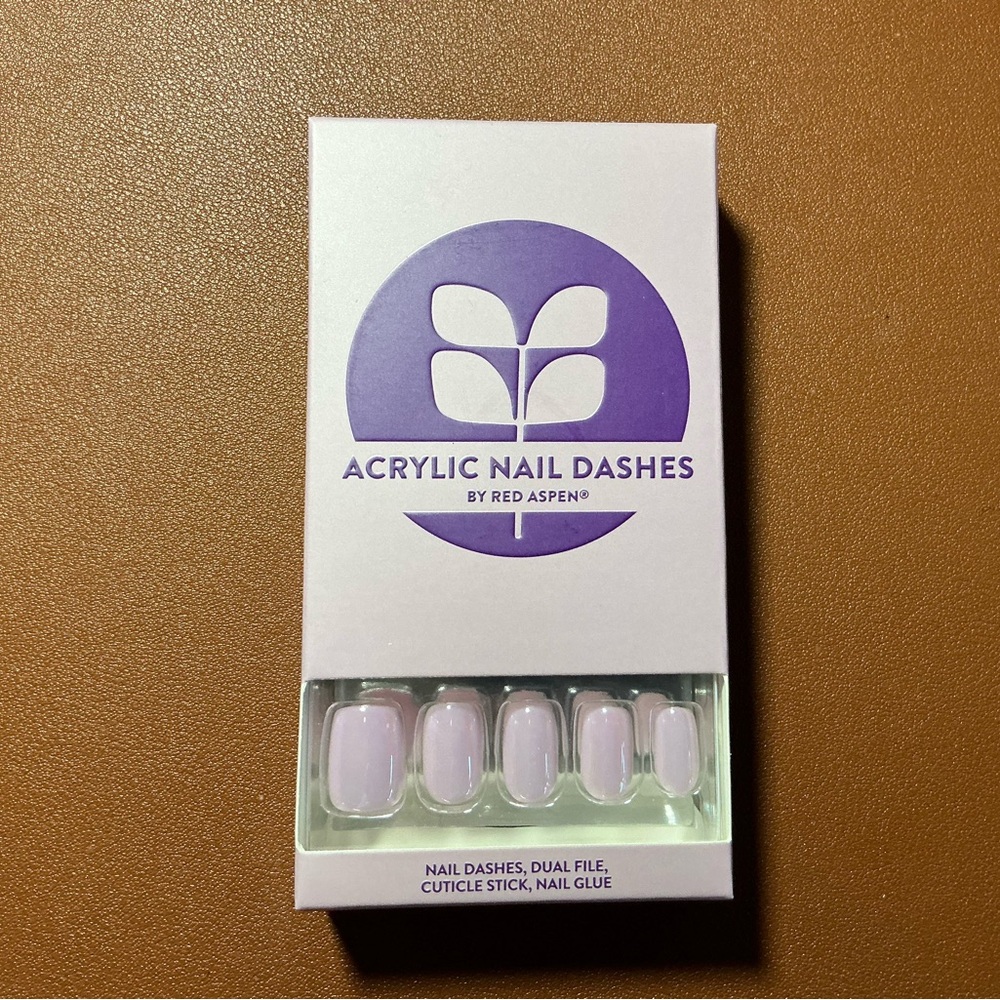 ACRYLIC NAIL DASHES
BY RED ASPEN®
NAIL DASHES, DUAL FILE,
CUTICLE STICK, NAIL GLUE